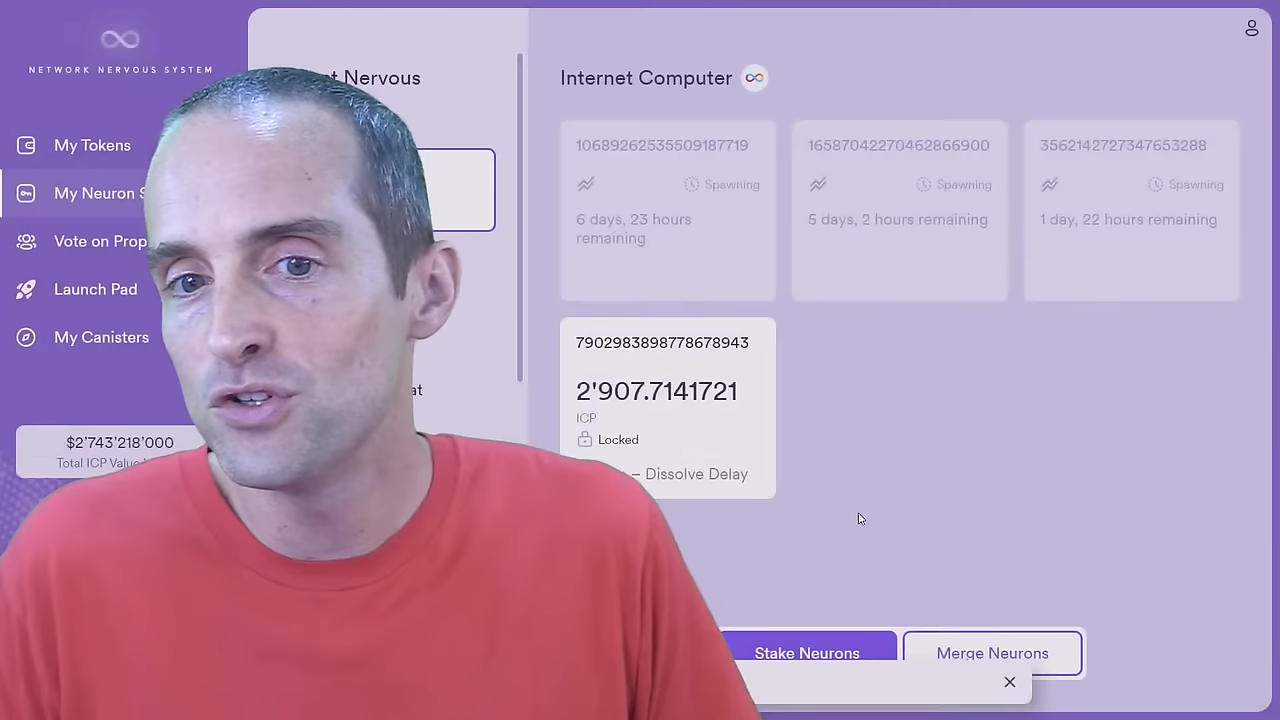 NETWORK NERVOUS SYSTEM
My Tokens
My Neuron
Vote on Prop
Launch Pad
My Canisters
$2'743'218'000
Total ICP Value
Nervous
Internet Computer
10689262535509187719
Spawning
6 days, 23 hours
remaining
16587042270462866900
Spawning
5 days, 2 hours remaining
3562142727347653288
Spawning
1 day, 22 hours remaining
7902983898778678943
2'907.7141721
ICP
Locked
– Dissolve Delay
Stake Neurons
Merge Neurons